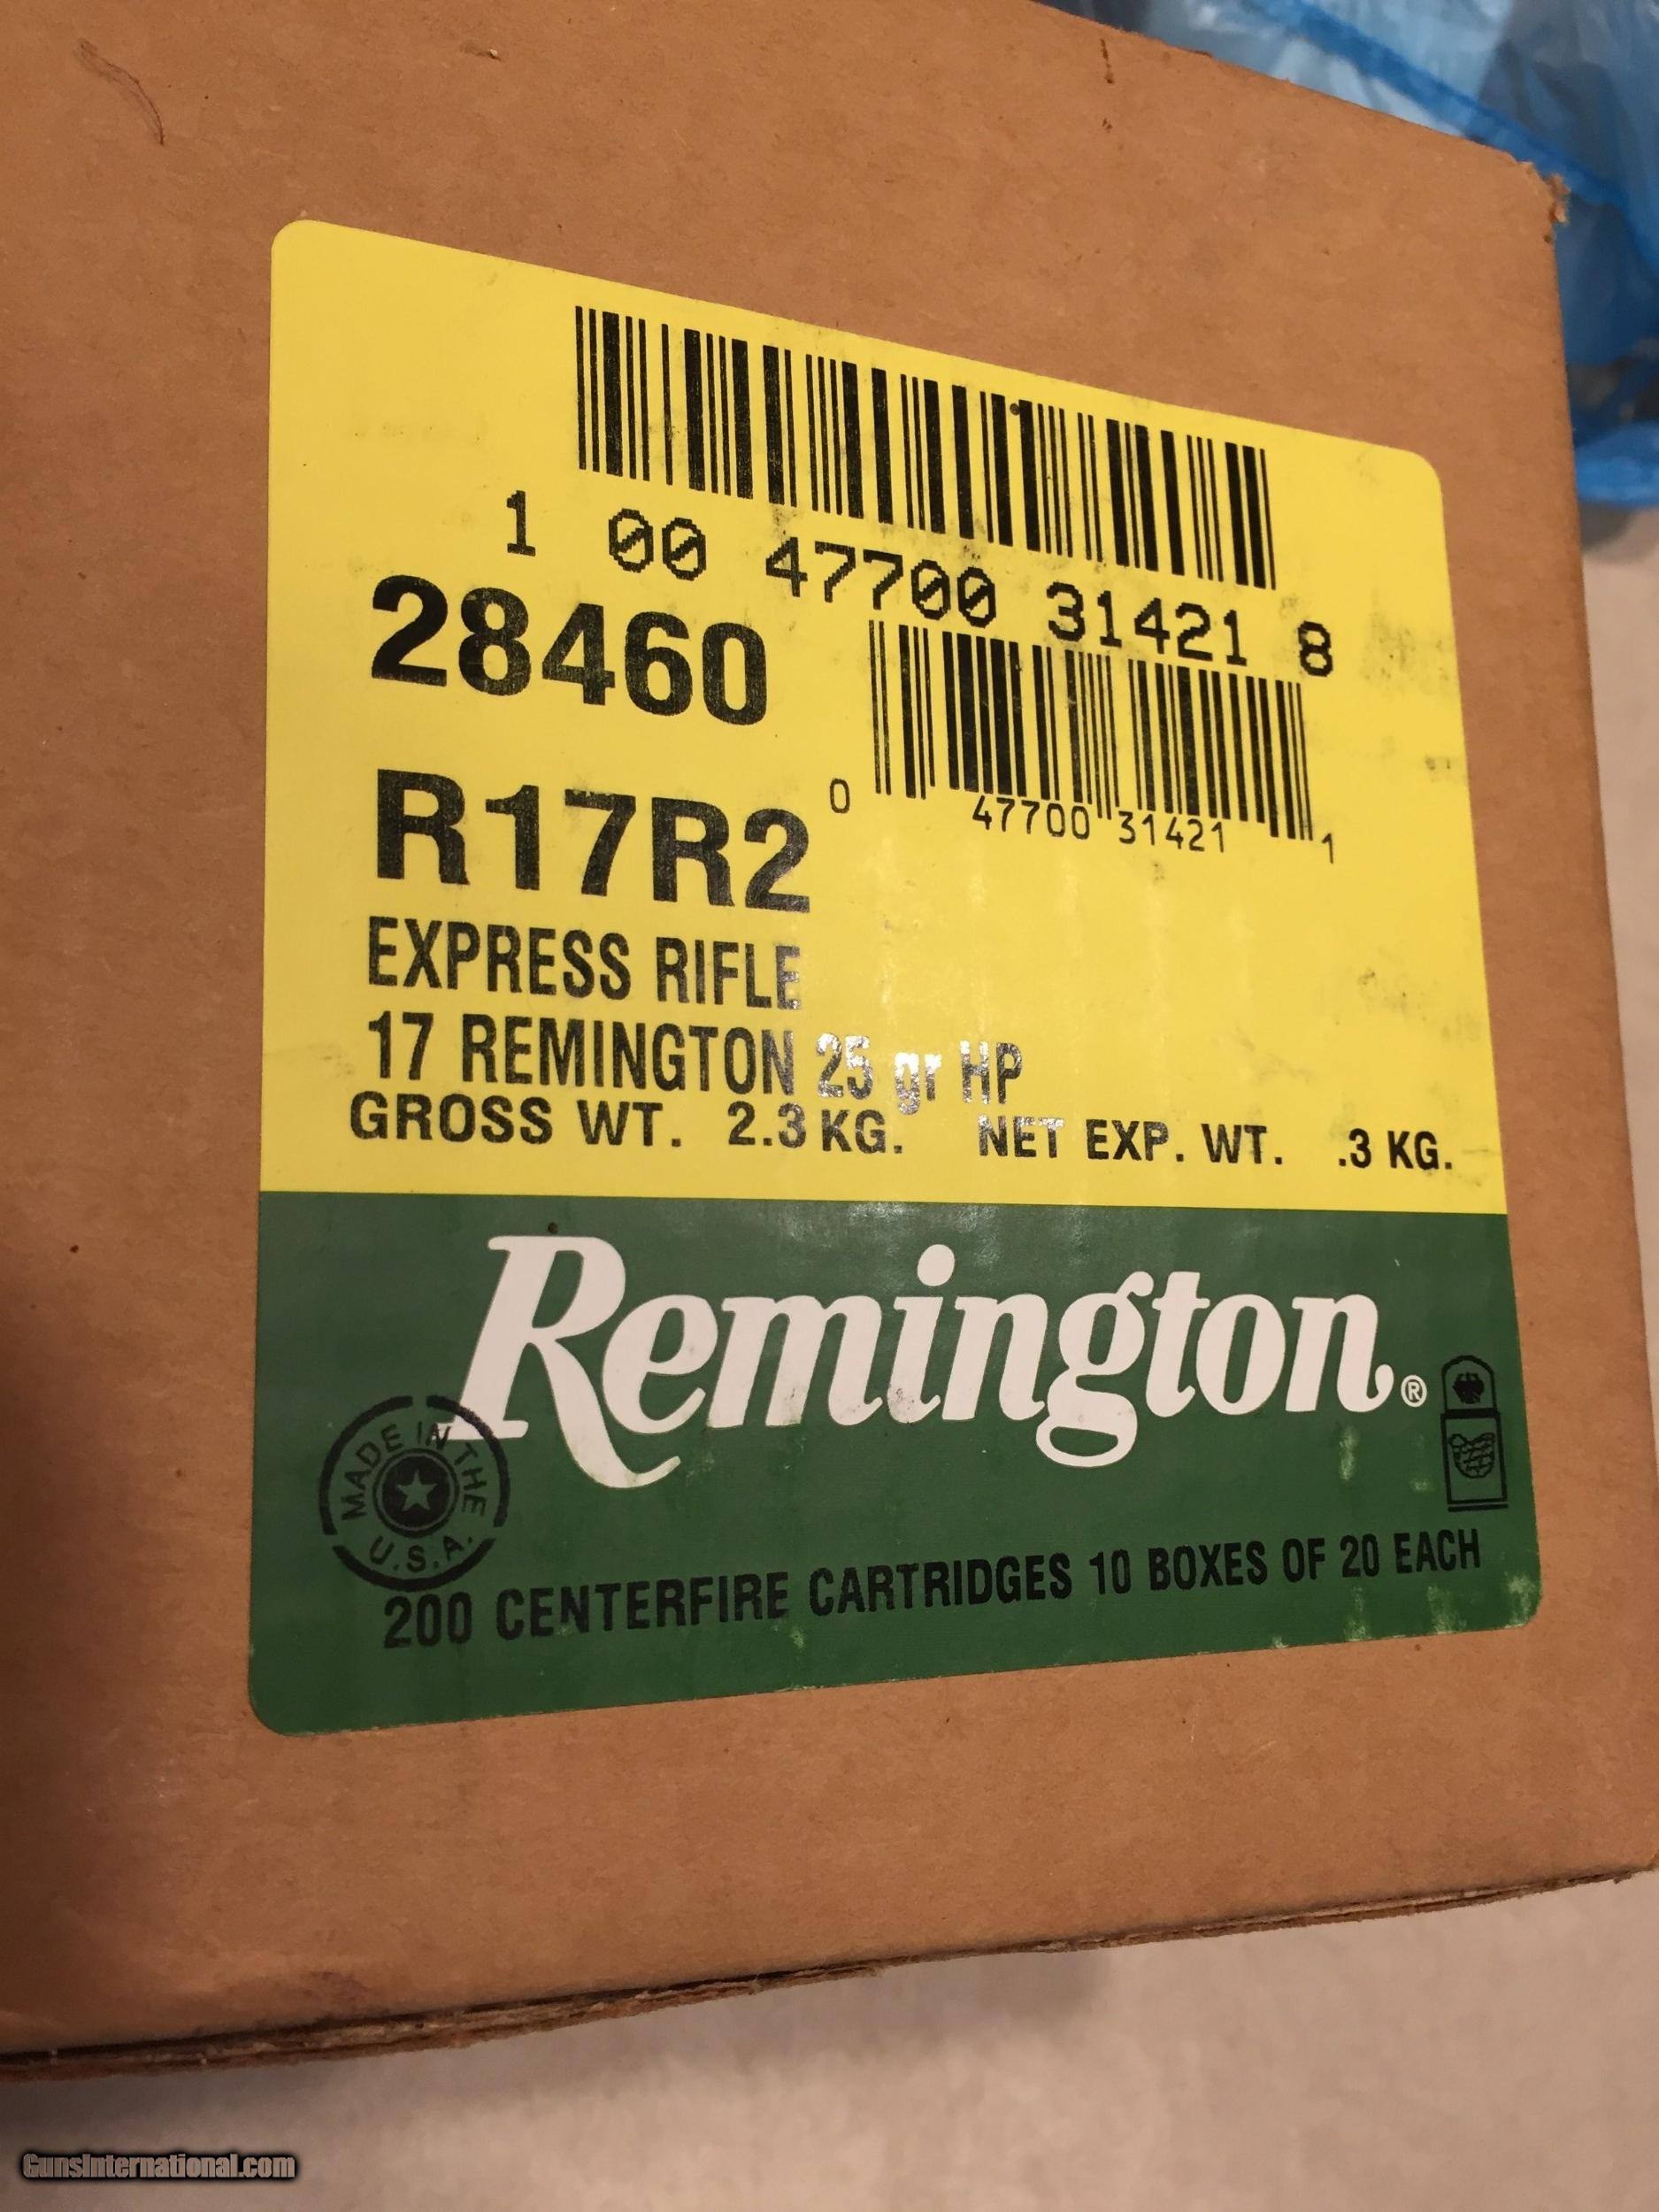 1 00 47700 31421 8
28460
0 47700 31421 1
R17R2
EXPRESS RIFLE
17 REMINGTON 25 gr HP
GROSS WT. 2.3 KG. NET EXP. WT. .3 KG.
Remington®
MADE IN THE U.S.A.
200 CENTERFIRE CARTRIDGES 10 BOXES OF 20 EACH
GunsInternational.com